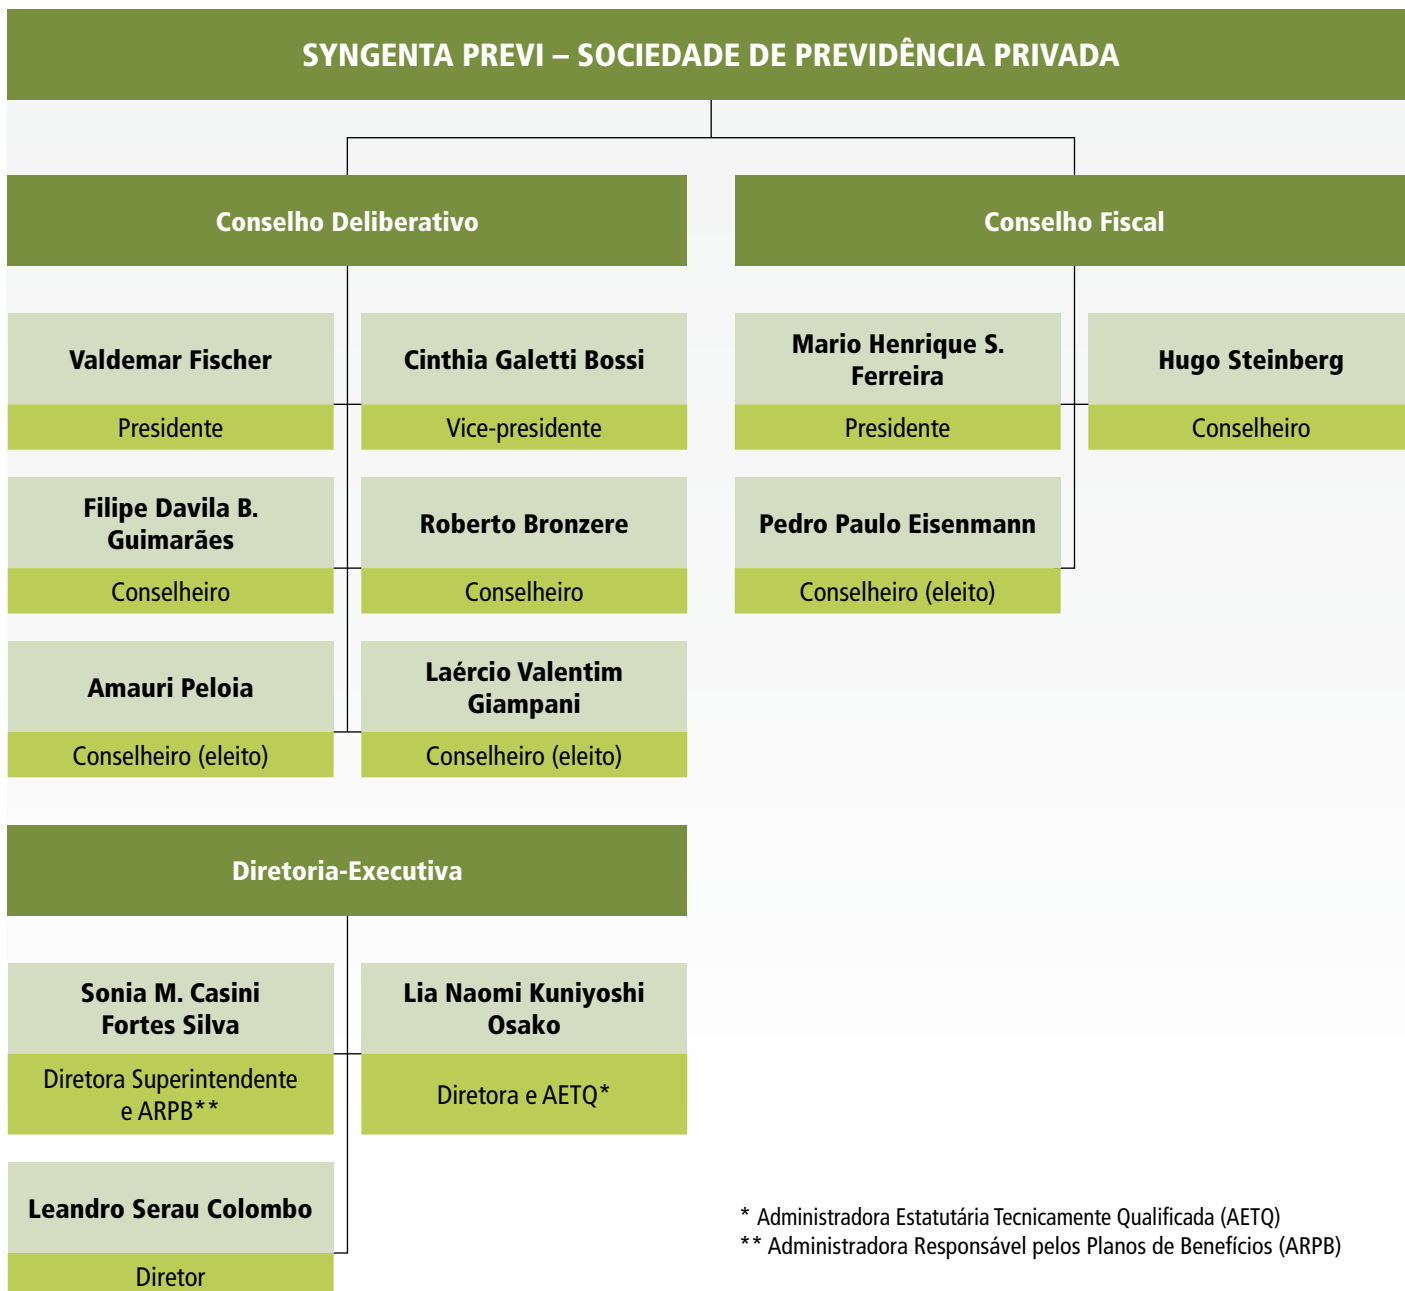 SYNGENTA PREVI – SOCIEDADE DE PREVIDÊNCIA PRIVADA
Conselho Deliberativo
Valdemar Fischer
Presidente
Cinthia Galetti Bossi
Vice-presidente
Filipe Davila B.
Guimarães
Conselheiro
Roberto Bronzere
Conselheiro
Amauri Peloia
Conselheiro (eleito)
Laércio Valentim
Giampani
Conselheiro (eleito)
Conselho Fiscal
Mario Henrique S.
Ferreira
Presidente
Hugo Steinberg
Conselheiro
Pedro Paulo Eisenmann
Conselheiro (eleito)
Diretoria-Executiva
Sonia M. Casini
Fortes Silva
Diretora Superintendente
e ARPB**
Lia Naomi Kuniyoshi
Osako
Diretora e AETQ*
Leandro Serau Colombo
Diretor
* Administradora Estatutária Tecnicamente Qualificada (AETQ)
** Administradora Responsável pelos Planos de Benefícios (ARPB)